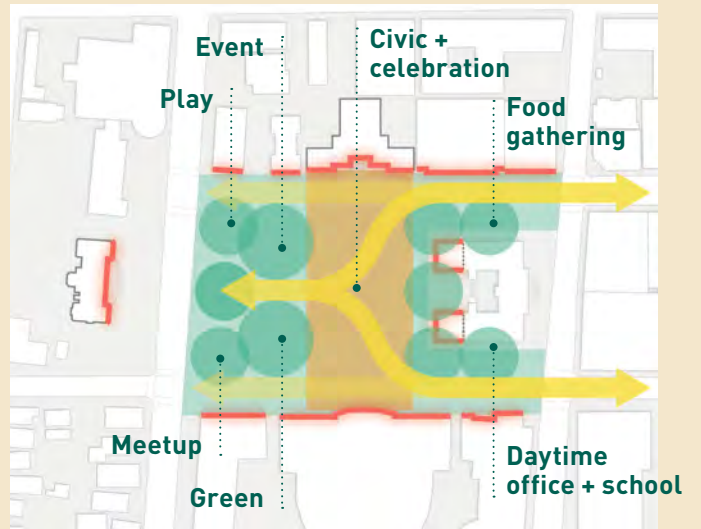 Event
Civic +
celebration
Play
Food
gathering
Meetup
Green
Daytime
office + school